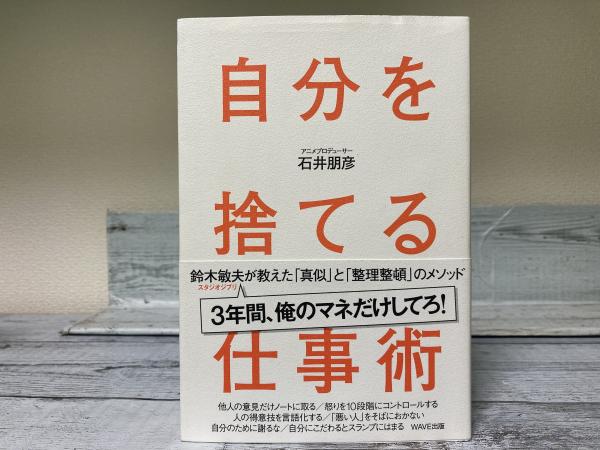 自分を
アニメプロデューサー
石井朋彦
捨てる
鈴木敏夫が教えた「真似」と「整理整頓」のメソッド
スタジオジブリ
3年間、俺のマネだけしてろ!
仕事術
他人の意見だけノートに取る/怒りを10段階にコントロールする
人の得意技を言語化する/「悪い人」をそばにおかない
自分のために謝るな/自分にこだわるとスランプにはまる WAVE出版